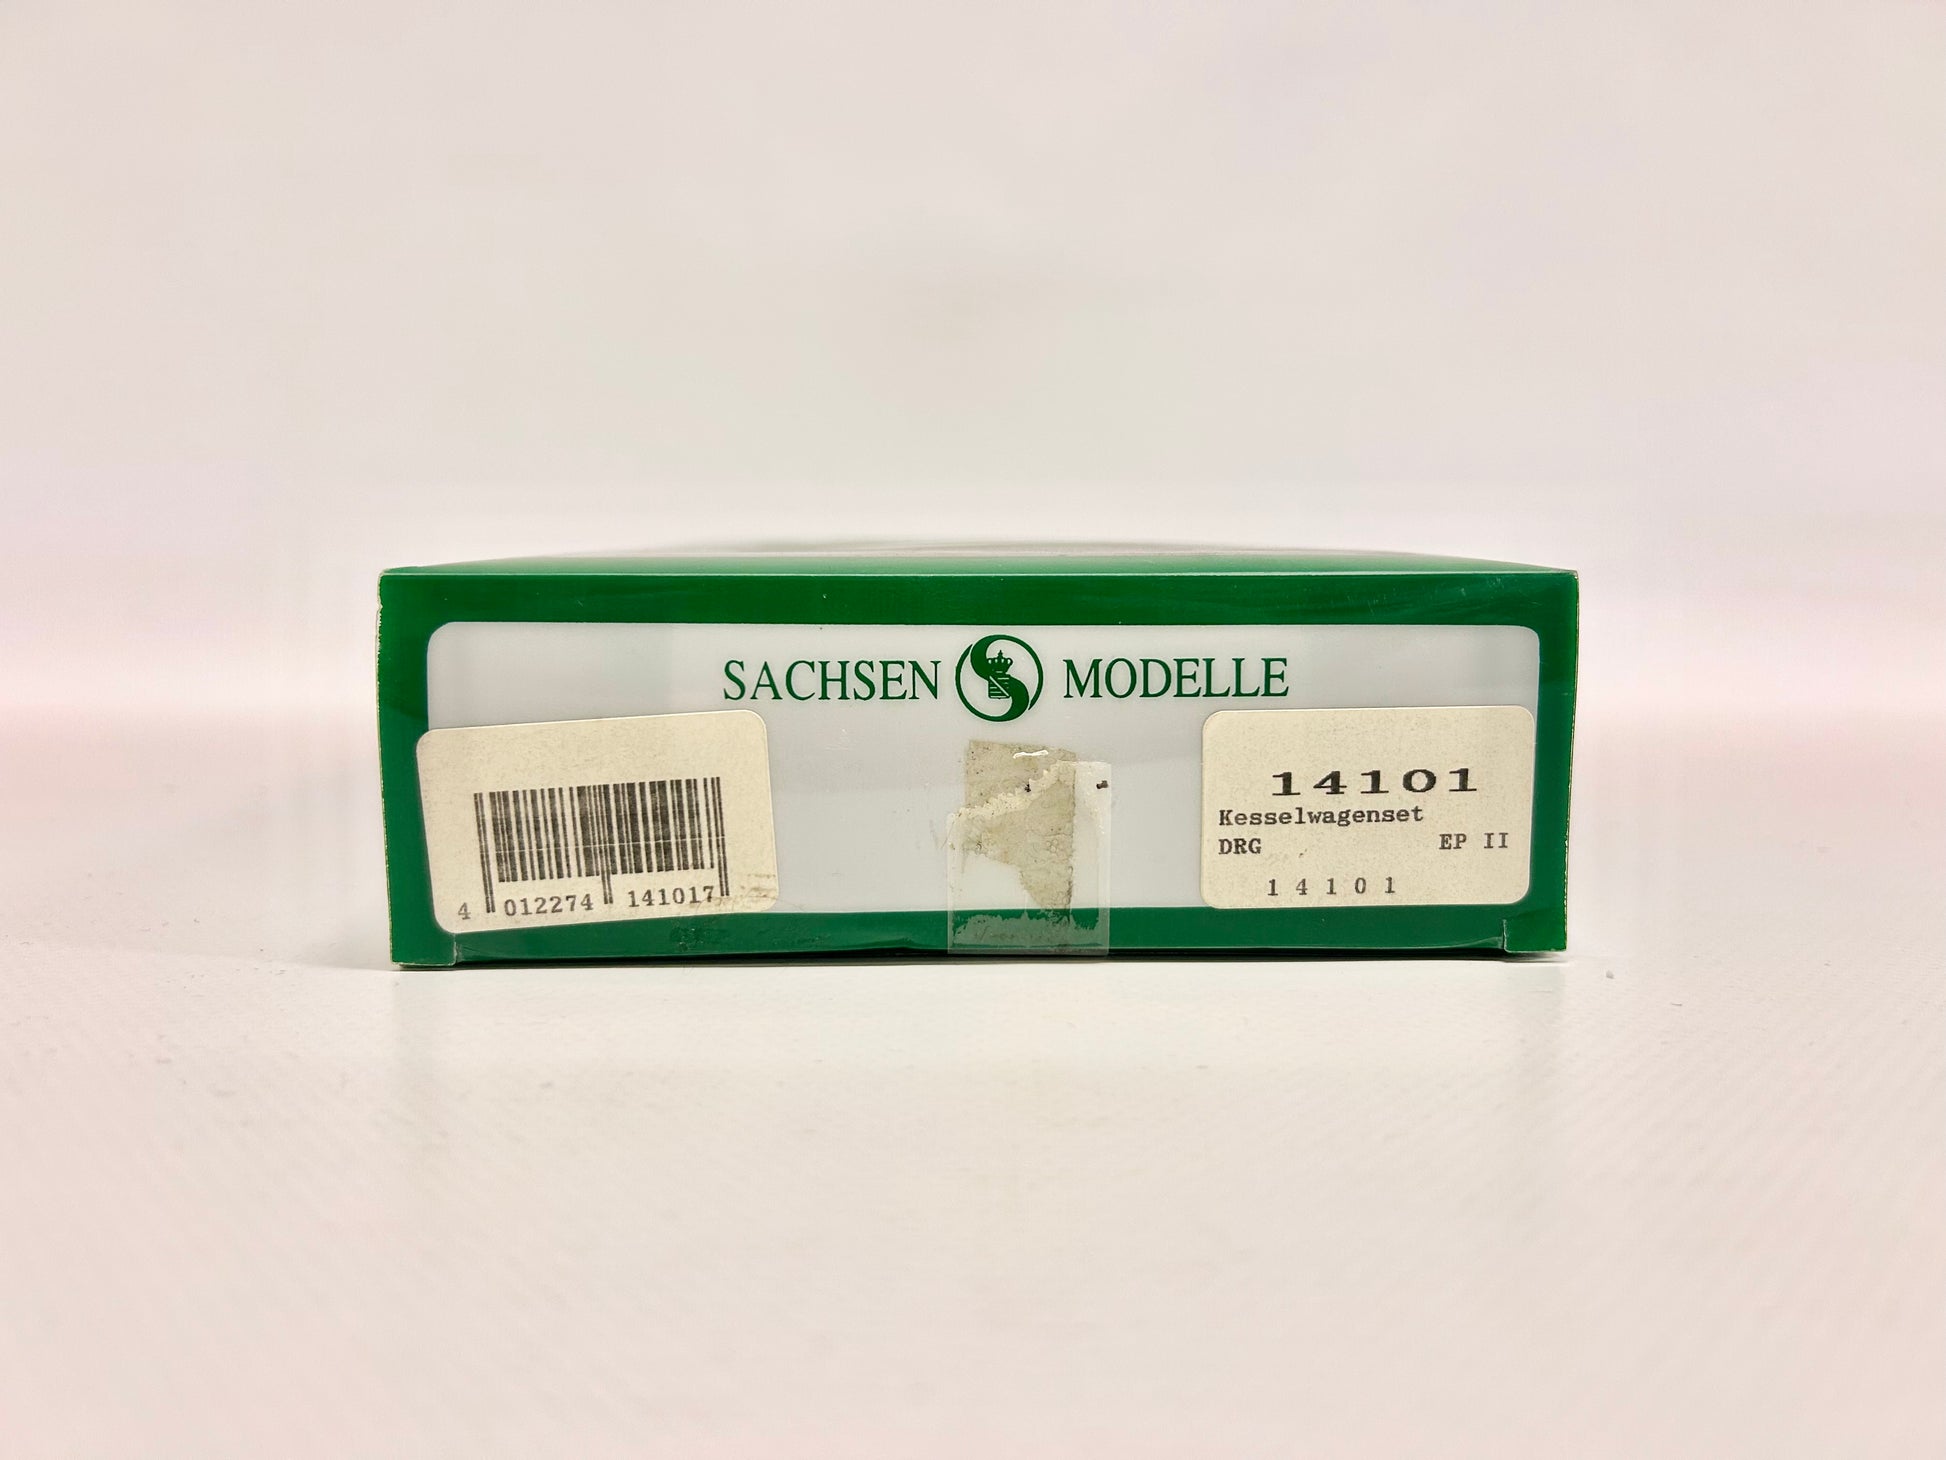 SACHSEN MODELLE
4 012274 141017
14101
Kesselwagenset
DRG EP II
14101